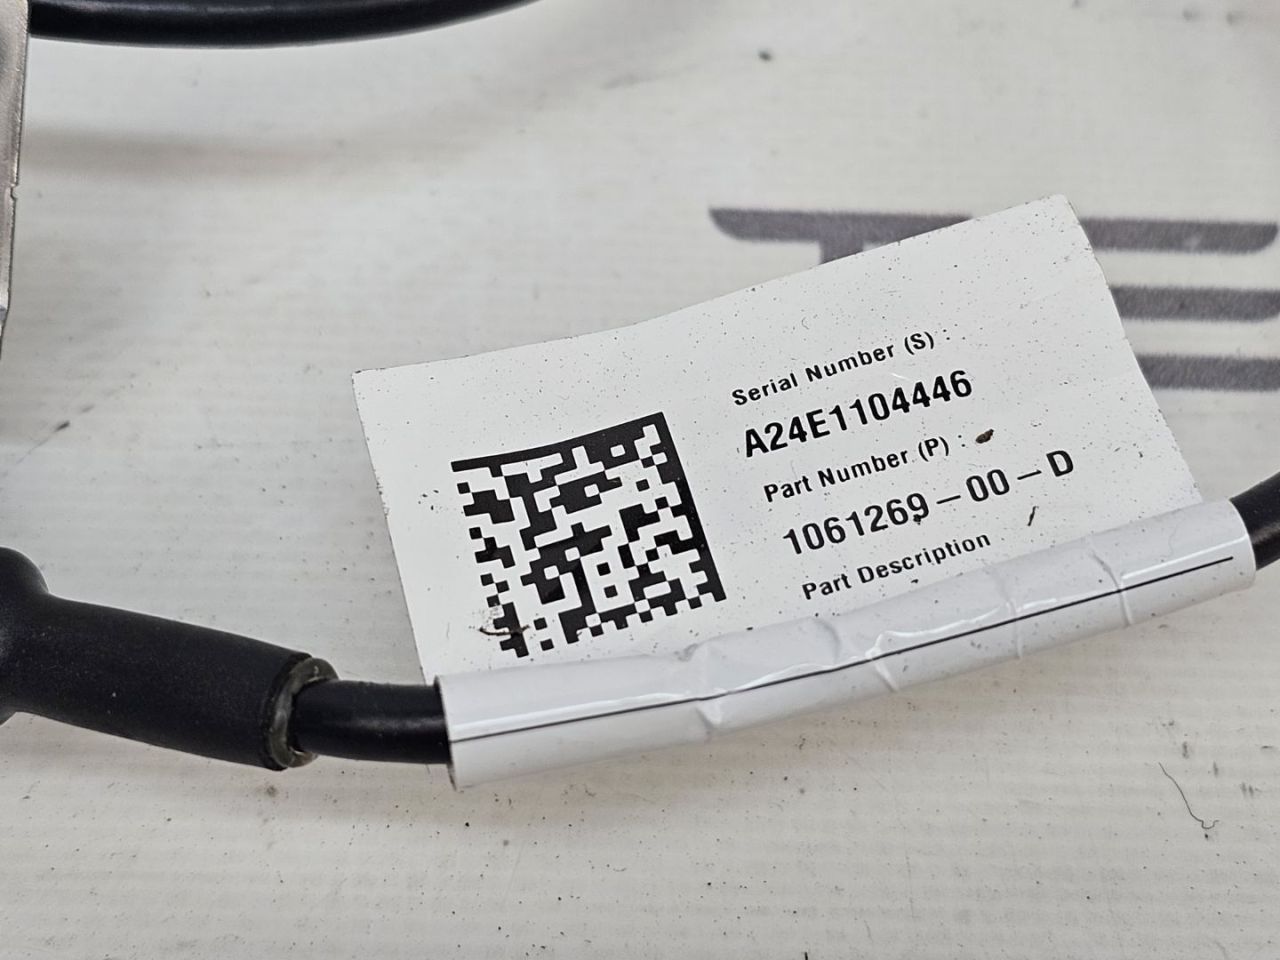 Serial Number (S) :
A24E1104446
Part Number (P) :
1061269-00-D
Part Description